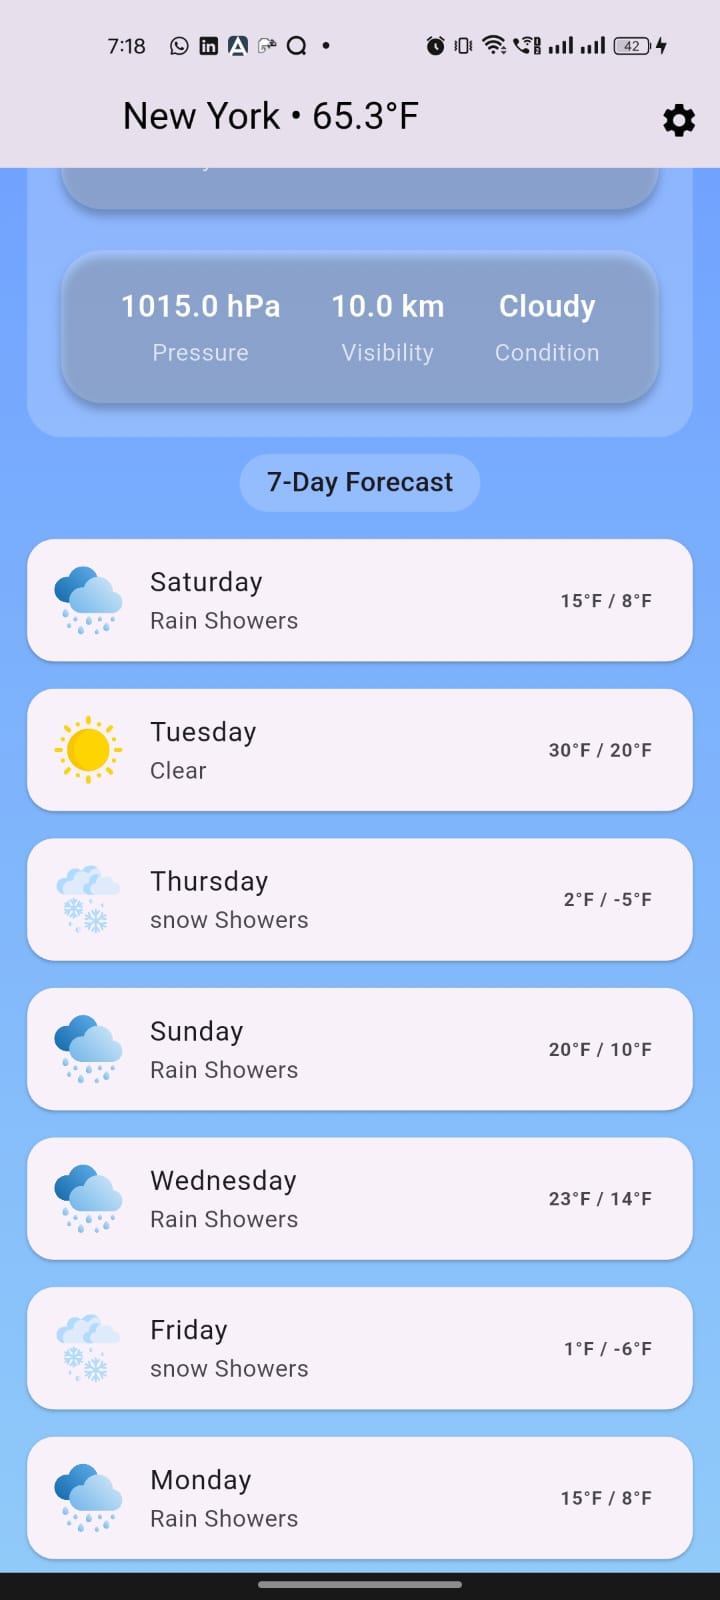 7:18
42
New York • 65.3°F
1015.0 hPa 10.0 km Cloudy
Pressure Visibility Condition
7-Day Forecast
Saturday
Rain Showers
15°F / 8°F
Tuesday
Clear
30°F / 20°F
Thursday
snow Showers
2°F / -5°F
Sunday
Rain Showers
20°F / 10°F
Wednesday
Rain Showers
23°F / 14°F
Friday
snow Showers
1°F / -6°F
Monday
Rain Showers
15°F / 8°F